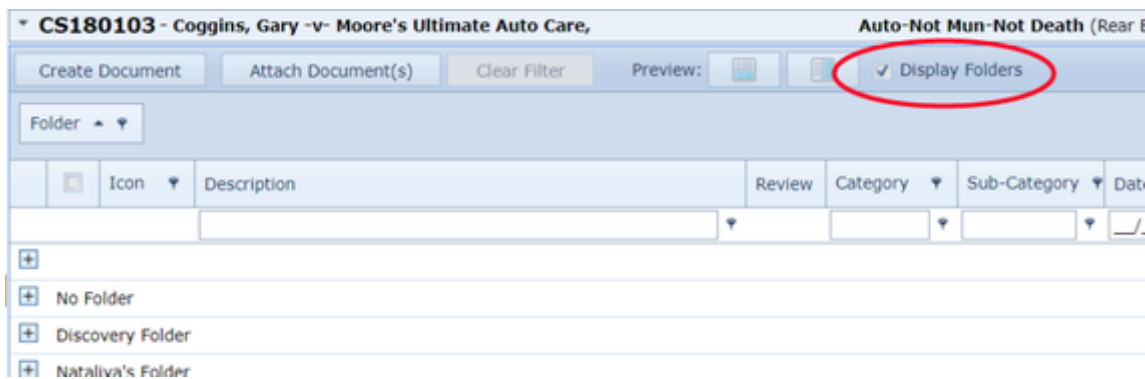 CS180103 - Coggins, Gary -v- Moore's Ultimate Auto Care, Auto-Not Mun-Not Death (Rear
Create Document Attach Document(s) Clear Filter Preview: Display Folders
Folder
Icon Description Review Category Sub-Category
__/_
No Folder
Discovery Folder
Nataliya's Folder